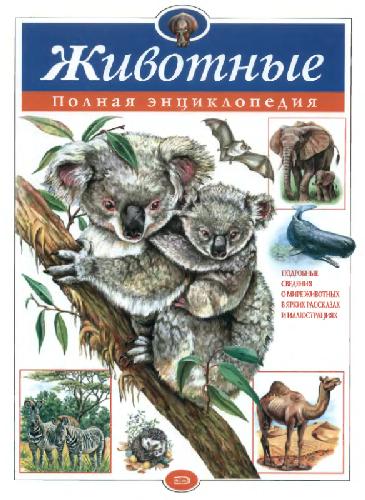 Животные
Полная энциклопедия
ПОДРОБНЫЕ
СВЕДЕНИЯ
О МИРЕ ЖИВОТНЫХ
В ЯРКИХ РАССКАЗАХ
И ИЛЛЮСТРАЦИЯХ